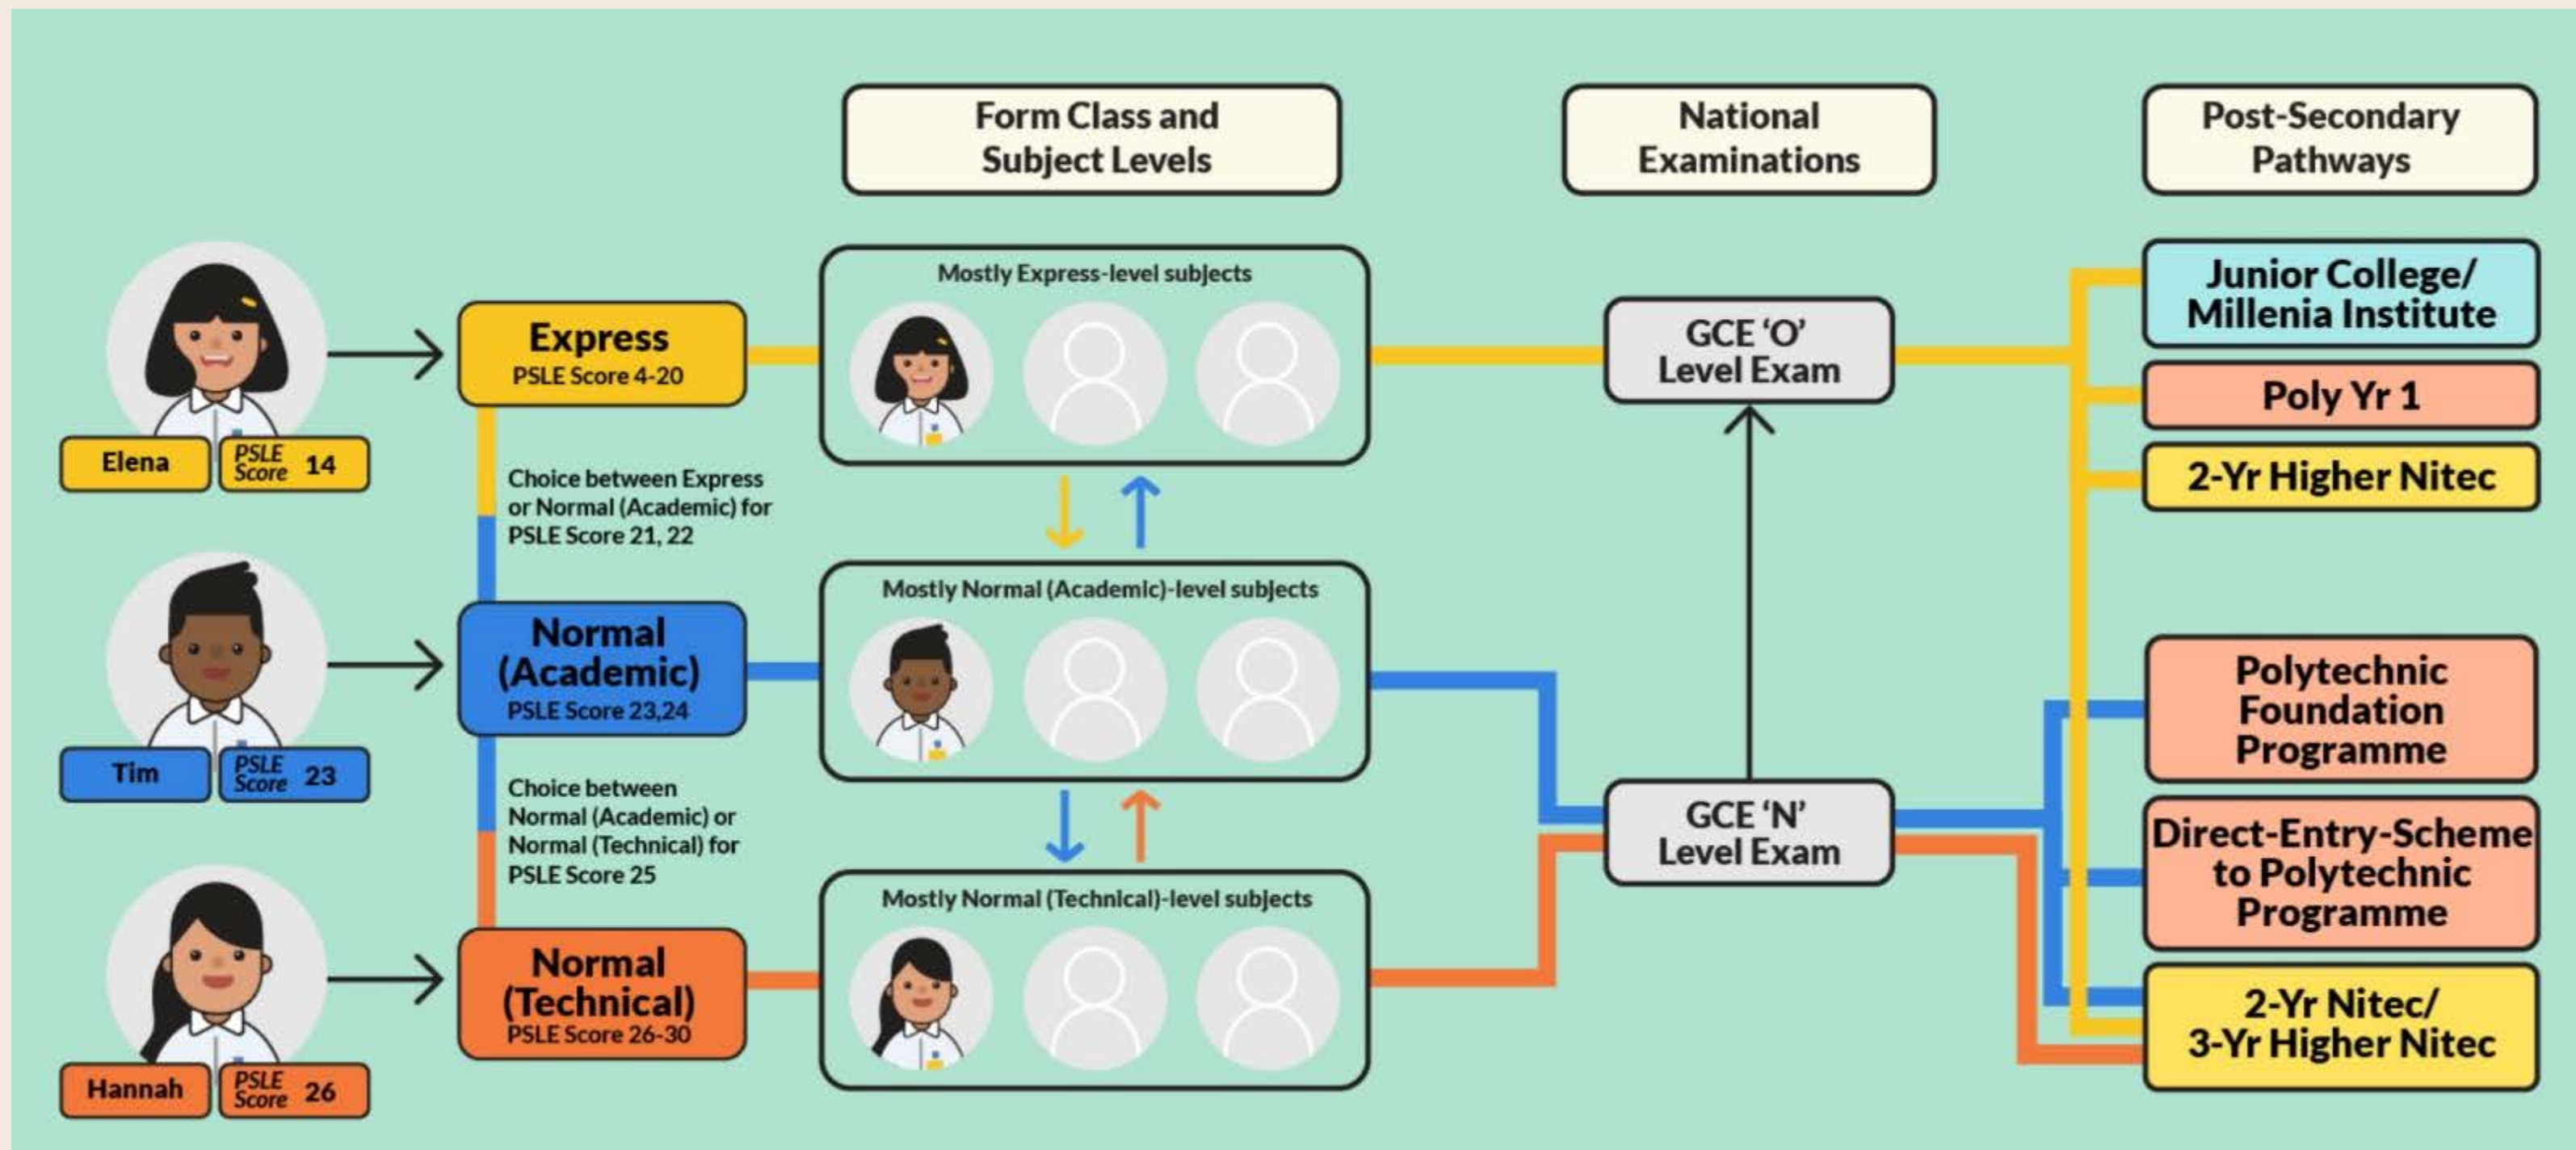 Form Class and
Subject Levels
National
Examinations
Post-Secondary
Pathways
Elena
PSLE
Score 14
Express
PSLE Score 4-20
Mostly Express-level subjects
GCE ‘O’
Level Exam
Junior College/
Millenia Institute
Poly Yr 1
2-Yr Higher Nitec
Choice between Express
or Normal (Academic) for
PSLE Score 21, 22
Tim
PSLE
Score 23
Normal
(Academic)
PSLE Score 23,24
Mostly Normal (Academic)-level subjects
Polytechnic
Foundation
Programme
Choice between
Normal (Academic) or
Normal (Technical) for
PSLE Score 25
GCE ‘N’
Level Exam
Direct-Entry-Scheme
to Polytechnic
Programme
Hannah
PSLE
Score 26
Normal
(Technical)
PSLE Score 26-30
Mostly Normal (Technical)-level subjects
2-Yr Nitec/
3-Yr Higher Nitec